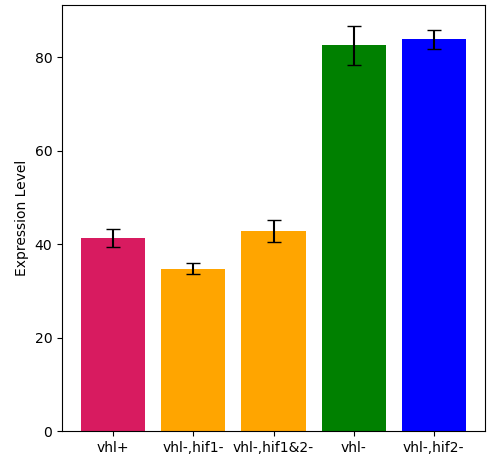 80
60
40
20
0
Expression Level
vhl+
vhl-,hif1-
vhl-,hif1&2-
vhl-
vhl-,hif2-